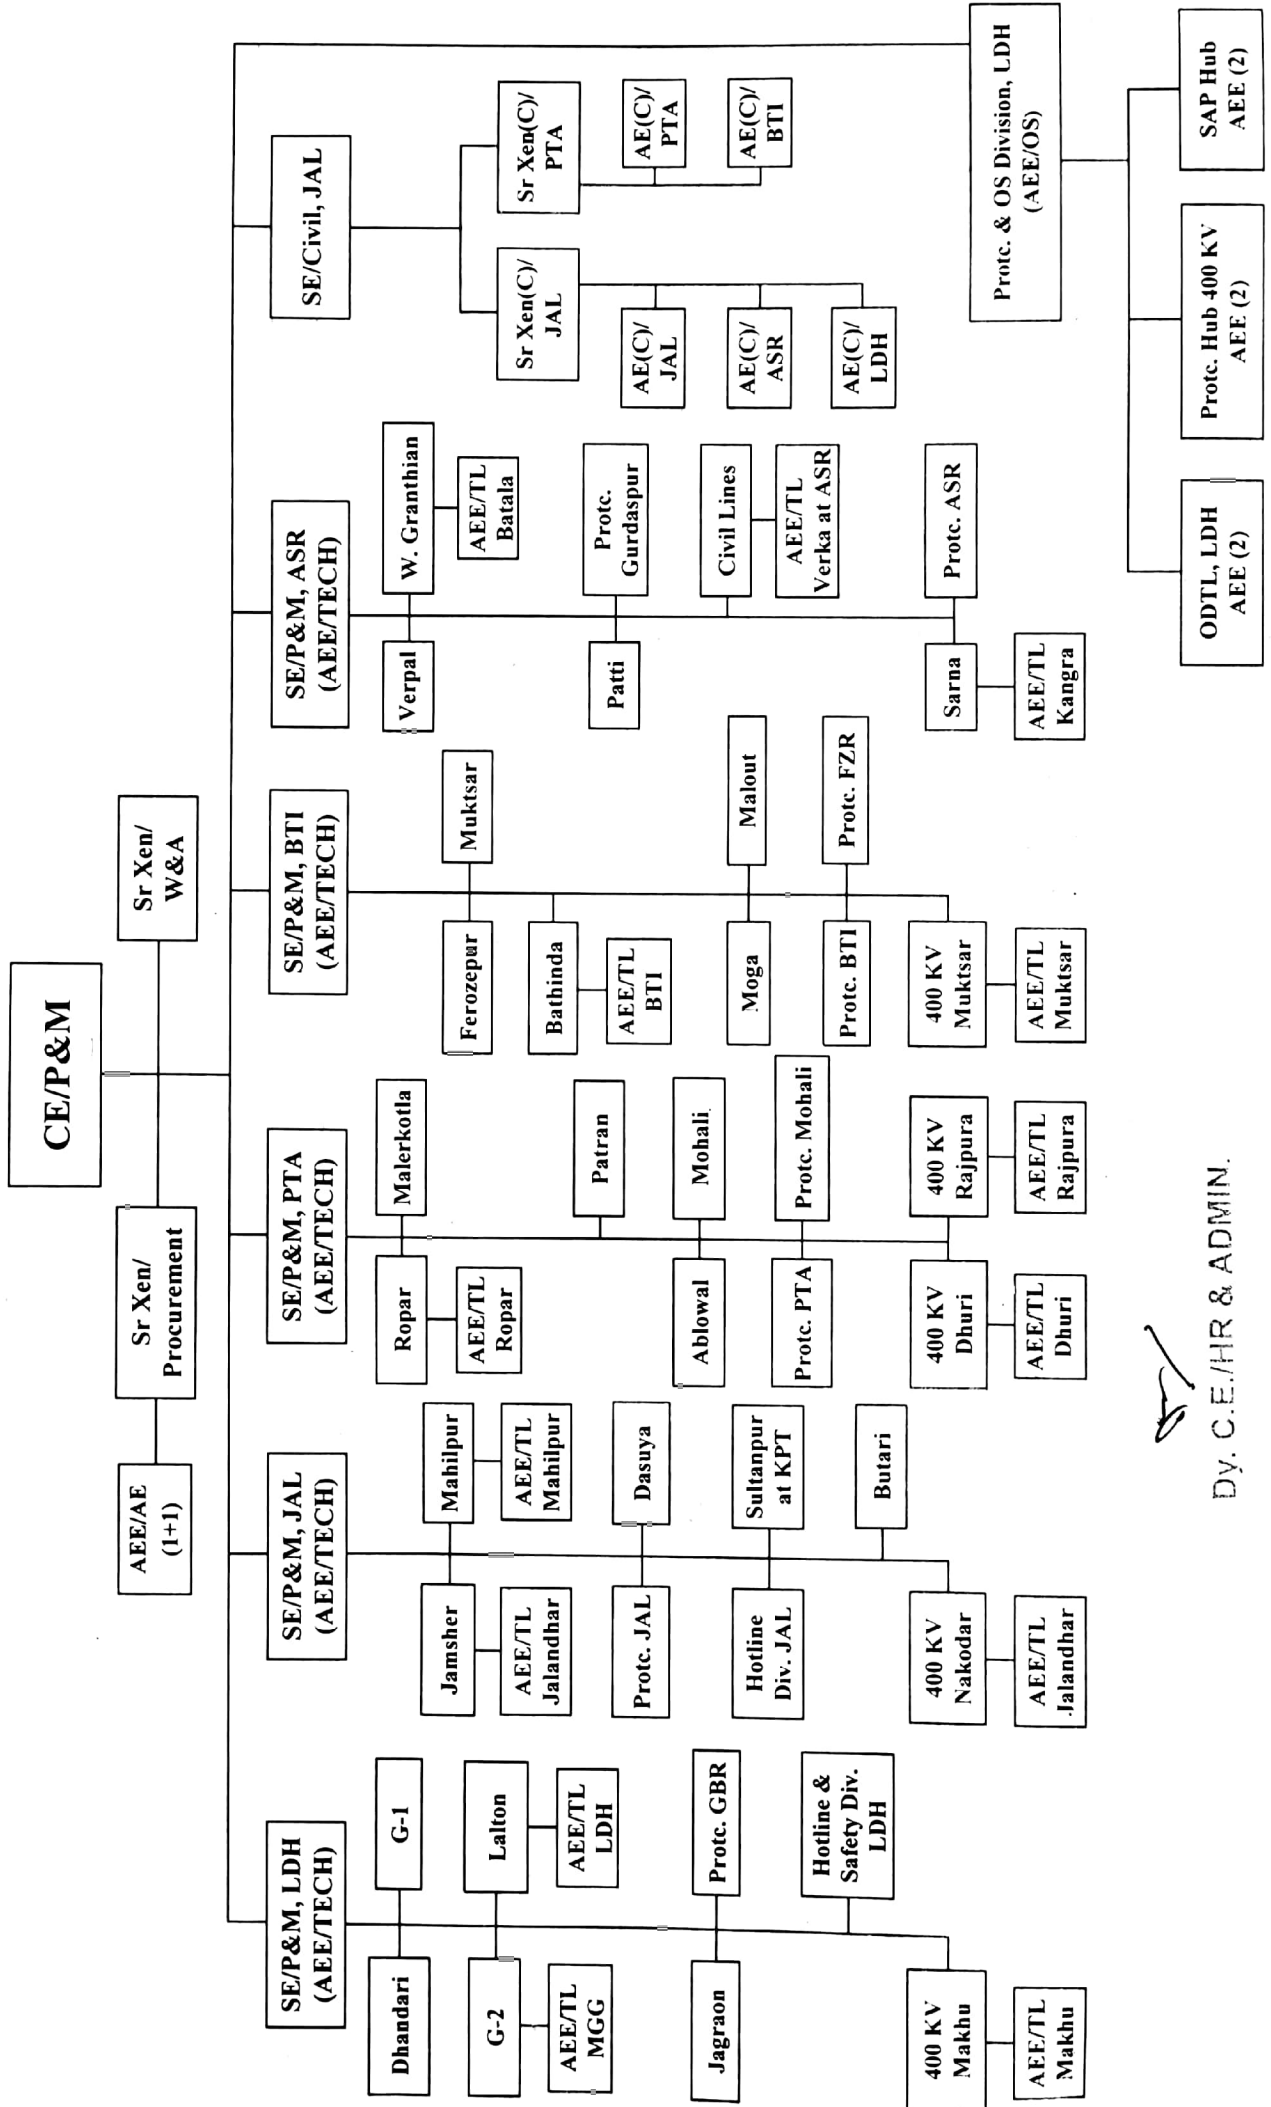 CE/P&M
Sr Xen/
Procurement
Sr Xen/
W&A
AEE/AE
(1+1)
SE/P&M, LDH
(AEE/TECH)
Dhandari
G-1
G-2
AEE/TL
MGG
Lalton
AEE/TL
LDH
Jagraon
Protc. GBR
Hotline &
Safety Div.
LDH
400 KV
Makhu
AEE/TL
Makhu
SE/P&M, JAL
(AEE/TECH)
Jamsher
AEE/TL
Jalandhar
Mahilpur
AEE/TL
Mahilpur
Protc. JAL
Dasuya
Hotline
Div. JAL
Sultanpur
at KPT
Butari
400 KV
Nakodar
AEE/TL
Jalandhar
SE/P&M, PTA
(AEE/TECH)
Ropar
AEE/TL
Ropar
Malerkotla
Patran
Ablowal
Mohali
Protc. PTA
Protc. Mohali
400 KV
Dhuri
AEE/TL
Dhuri
400 KV
Rajpura
AEE/TL
Rajpura
SE/P&M, BTI
(AEE/TECH)
Ferozepur
Muktsar
Bathinda
AEE/TL
BTI
Moga
Malout
Protc. BTI
Protc. FZR
400 KV
Muktsar
AEE/TL
Muktsar
SE/P&M, ASR
(AEE/TECH)
Verpal
W. Granthian
AEE/TL
Batala
Patti
Protc.
Gurdaspur
Civil Lines
AEE/TL
Verka at ASR
Sarna
AEE/TL
Kangra
Protc. ASR
SE/Civil, JAL
Sr Xen(C)/
JAL
AE(C)/
JAL
AE(C)/
ASR
AE(C)/
LDH
Sr Xen(C)/
PTA
AE(C)/
PTA
AE(C)/
BTI
Protc. & OS Division, LDH
(AEE/OS)
ODTL, LDH
AEE (2)
Protc. Hub 400 KV
AEE (2)
SAP Hub
AEE (2)
Dy. C.E./HR & ADMIN.